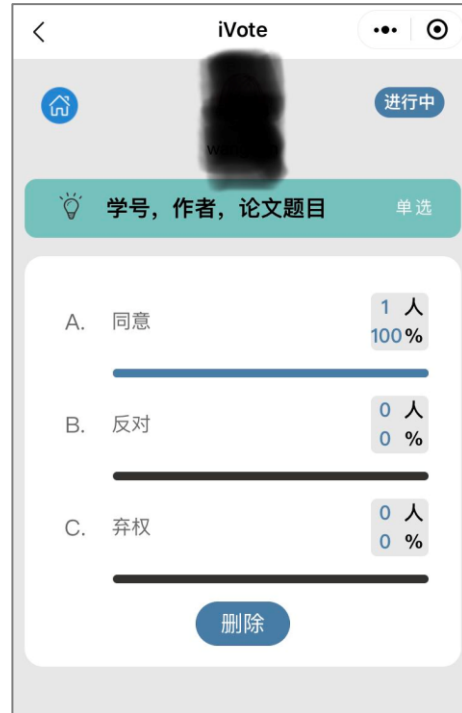 iVote
进行中
学号，作者，论文题目
单选
A. 同意
1 人
100%
B. 反对
0 人
0 %
C. 弃权
0 人
0 %
删除